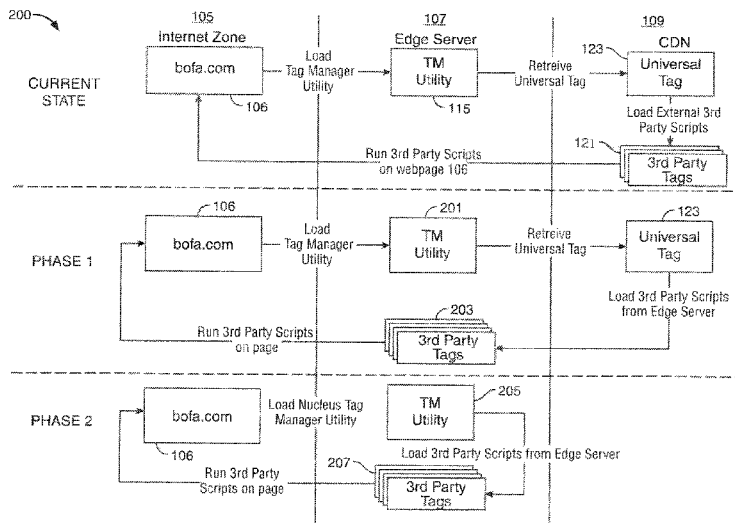 200
105
107
109
Internet Zone
Edge Server
CDN
CURRENT
STATE
bofa.com
106
Load
Tag Manager
Utility
TM
Utility
115
Retreive
Universal Tag
123
Universal
Tag
Load External 3rd
Party Scripts
121
3rd Party
Tags
Run 3rd Party Scripts
on webpage 106
PHASE 1
106
bofa.com
Load
Tag Manager
Utility
201
TM
Utility
Retreive
Universal Tag
123
Universal
Tag
Load 3rd Party Scripts
from Edge Server
203
3rd Party
Tags
Run 3rd Party Scripts
on page
PHASE 2
bofa.com
106
Load Nucleus Tag
Manager Utility
TM
Utility
205
Load 3rd Party Scripts from Edge Server
207
3rd Party
Tags
Run 3rd Party
Scripts on page